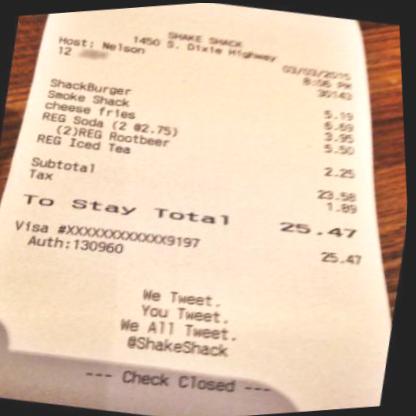 SHAKE SHACK
1450 S. Dixie Highway
Host: Nelson 03/03/2015
12 8:56 PM
30143
ShackBurger 5.19
Smoke Shack 6.69
cheese fries 3.95
REG Soda (2 @2.75) 5.50
(2)REG Rootbeer
REG Iced Tea 2.25
Subtotal 23.58
Tax 1.89
To Stay Total 25.47
Visa #XXXXXXXXXXXX9197 25.47
Auth:130960
We Tweet.
You Tweet.
We All Tweet.
@ShakeShack
--- Check Closed ---